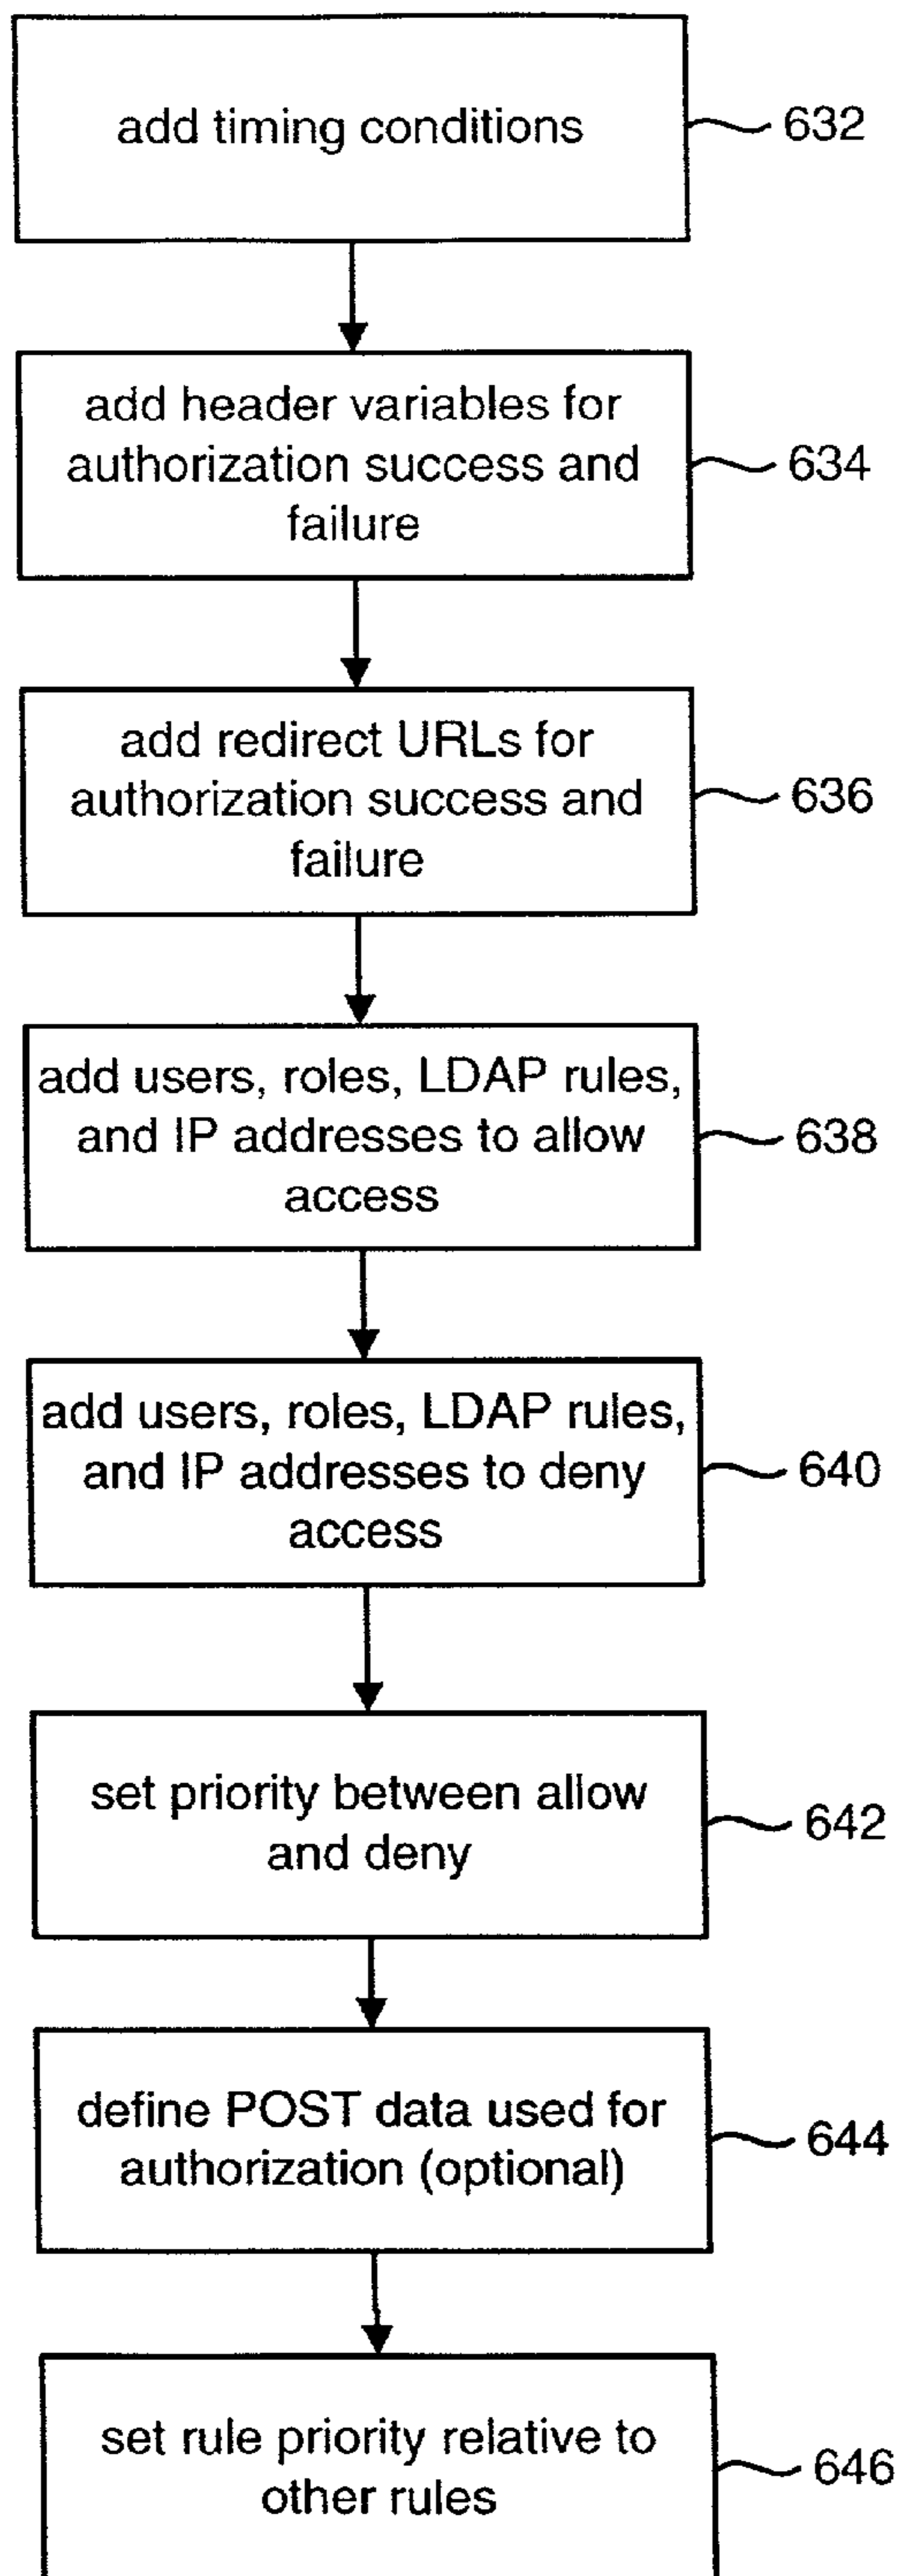 add timing conditions
632
add header variables for
authorization success and
failure
634
add redirect URLs for
authorization success and
failure
636
add users, roles, LDAP rules,
and IP addresses to allow
access
638
add users, roles, LDAP rules,
and IP addresses to deny
access
640
set priority between allow
and deny
642
define POST data used for
authorization (optional)
644
set rule priority relative to
other rules
646